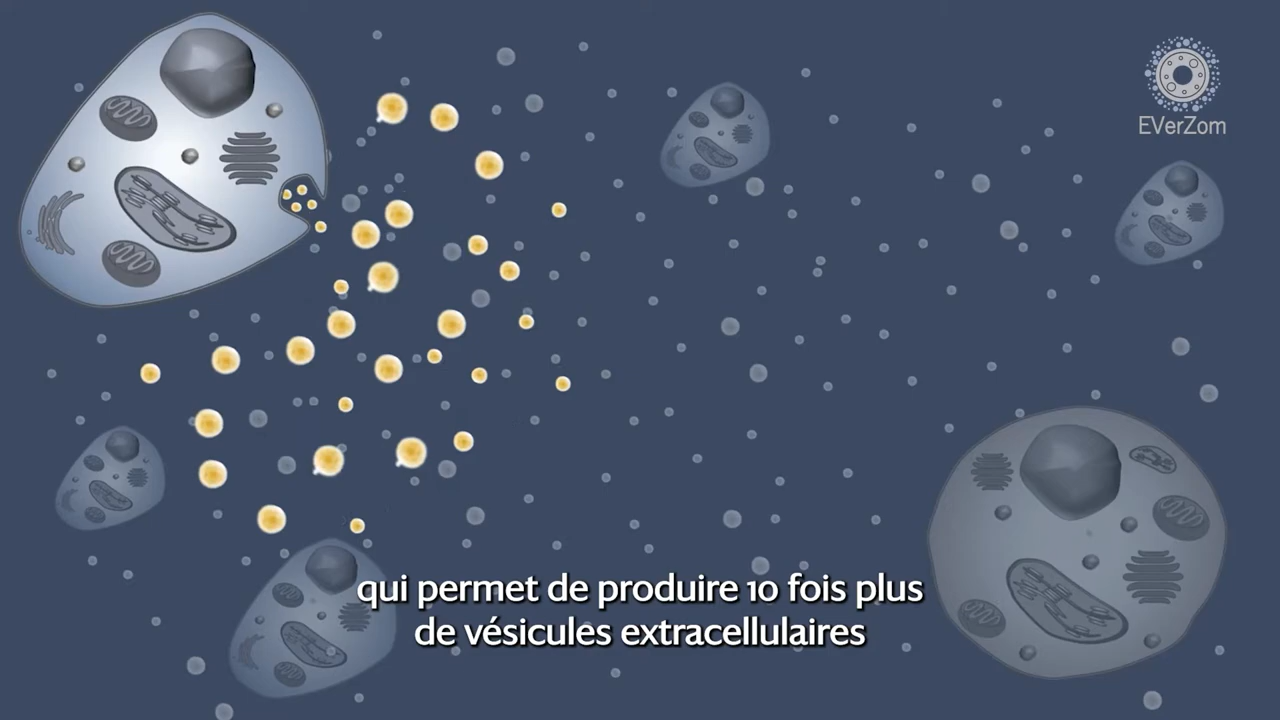 EVerZom
qui permet de produire 10 fois plus
de vésicules extracellulaires